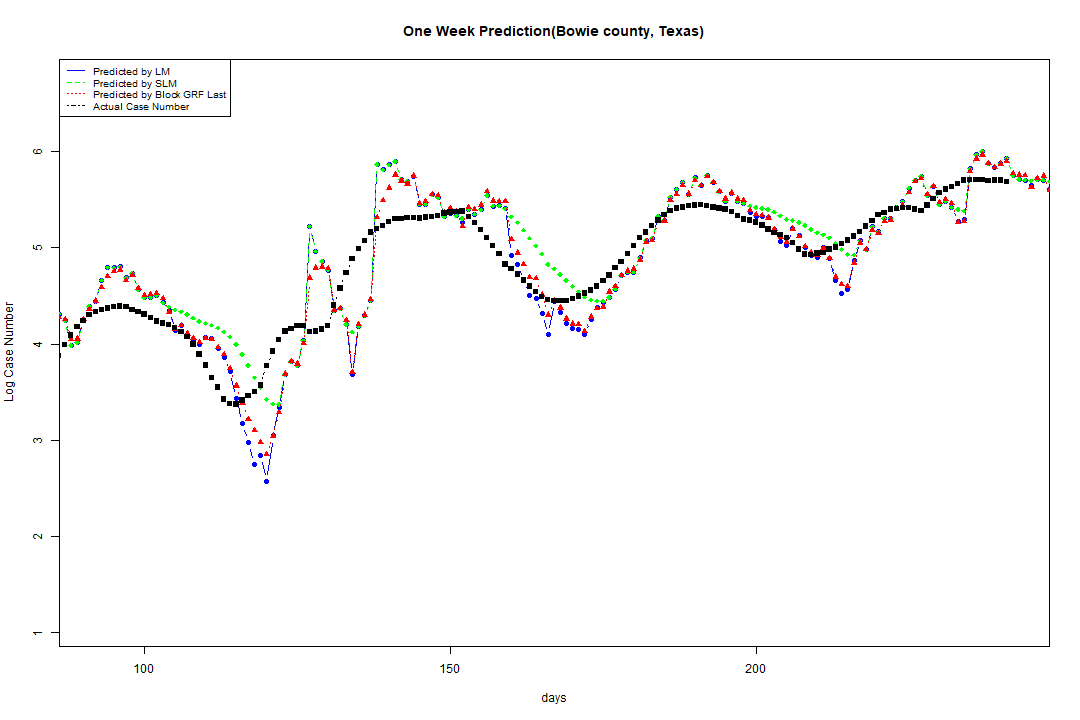 One Week Prediction(Bowie county, Texas)
Predicted by LM
Predicted by SLM
Predicted by Block GRF Last
Actual Case Number
Log Case Number
6
5
4
3
2
1
100 150 200
days